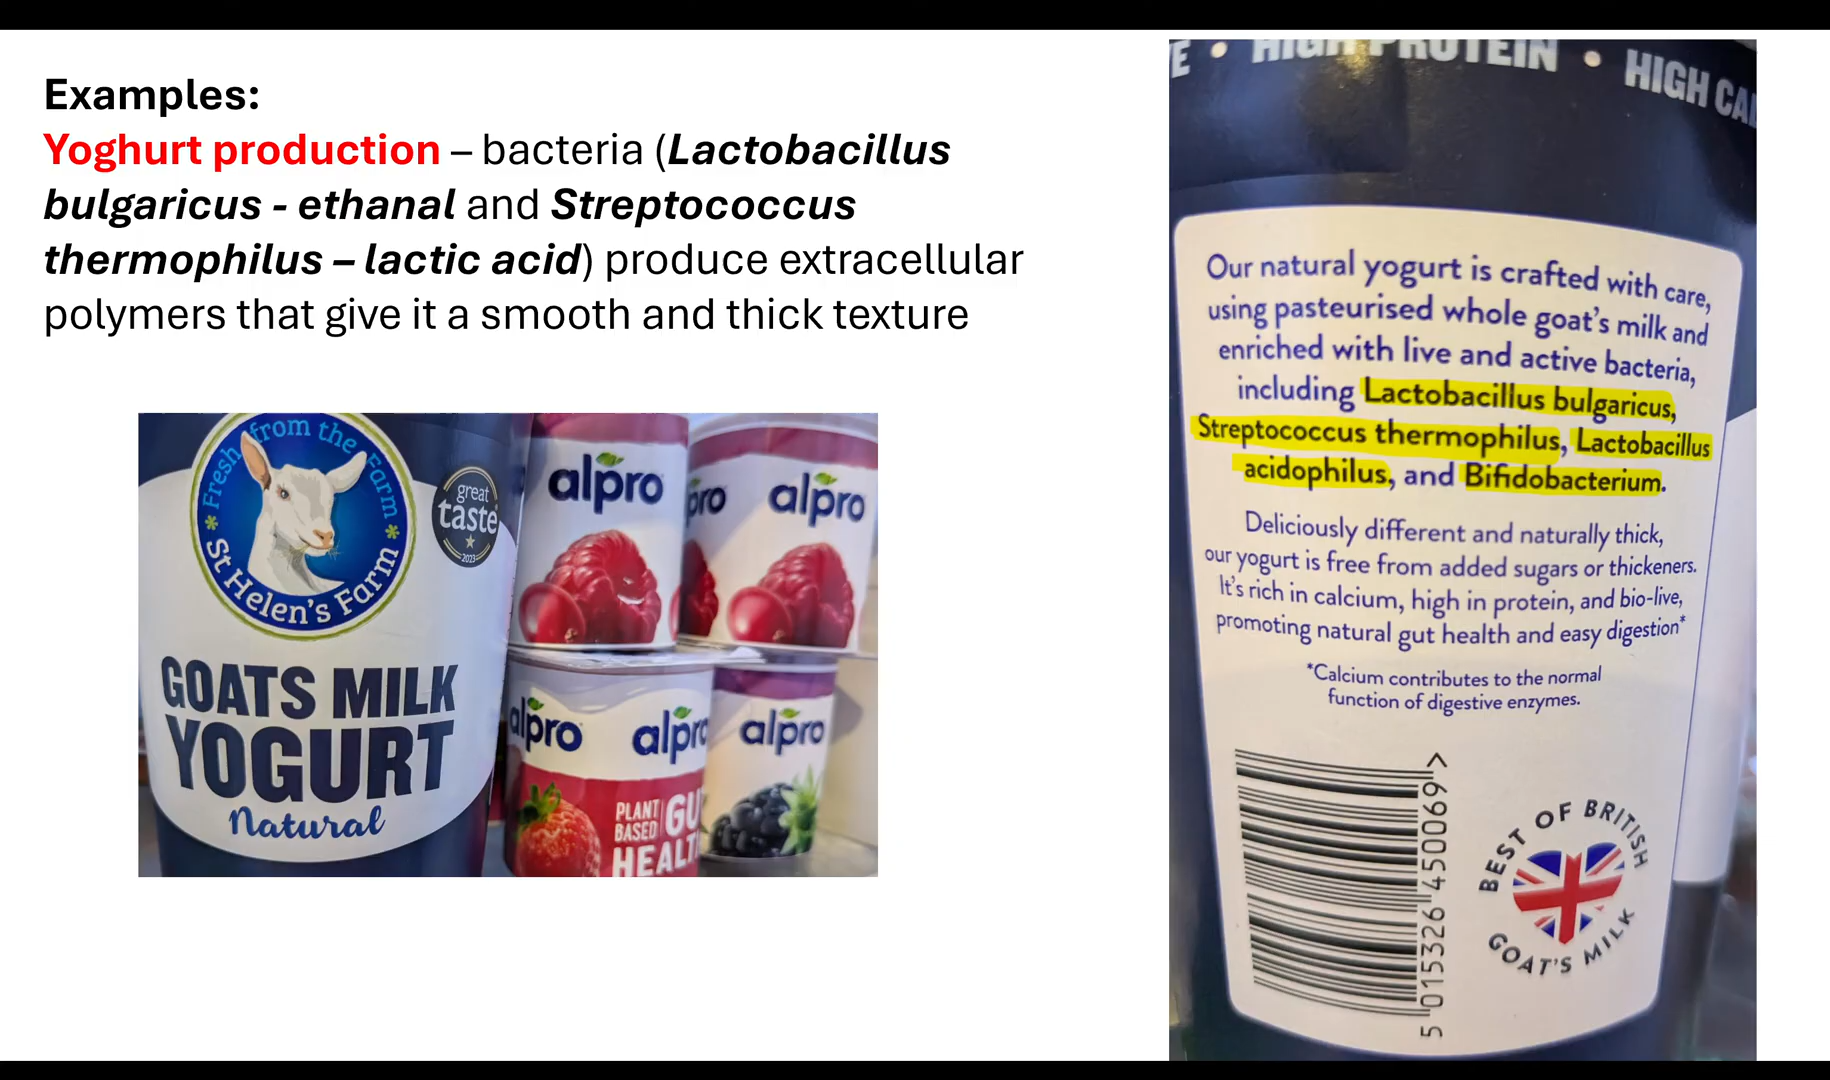 Examples:
Yoghurt production – bacteria (Lactobacillus
bulgaricus - ethanal and Streptococcus
thermophilus – lactic acid) produce extracellular
polymers that give it a smooth and thick texture
Fresh from the Farm
St Helen's Farm
great
taste
2023
GOATS MILK
YOGURT
Natural
alpro
pro
alpro
alpro
alpro
alpro
PLANT
BASED
GU
HEALT
E • HIGH PROTEIN • HIGH CAL
Our natural yogurt is crafted with care,
using pasteurised whole goat's milk and
enriched with live and active bacteria,
including Lactobacillus bulgaricus,
Streptococcus thermophilus, Lactobacillus
acidophilus, and Bifidobacterium.
Deliciously different and naturally thick,
our yogurt is free from added sugars or thickeners.
It's rich in calcium, high in protein, and bio-live,
promoting natural gut health and easy digestion*
*Calcium contributes to the normal
function of digestive enzymes.
5 015326 450069 >
BEST OF BRITISH
GOAT'S MILK